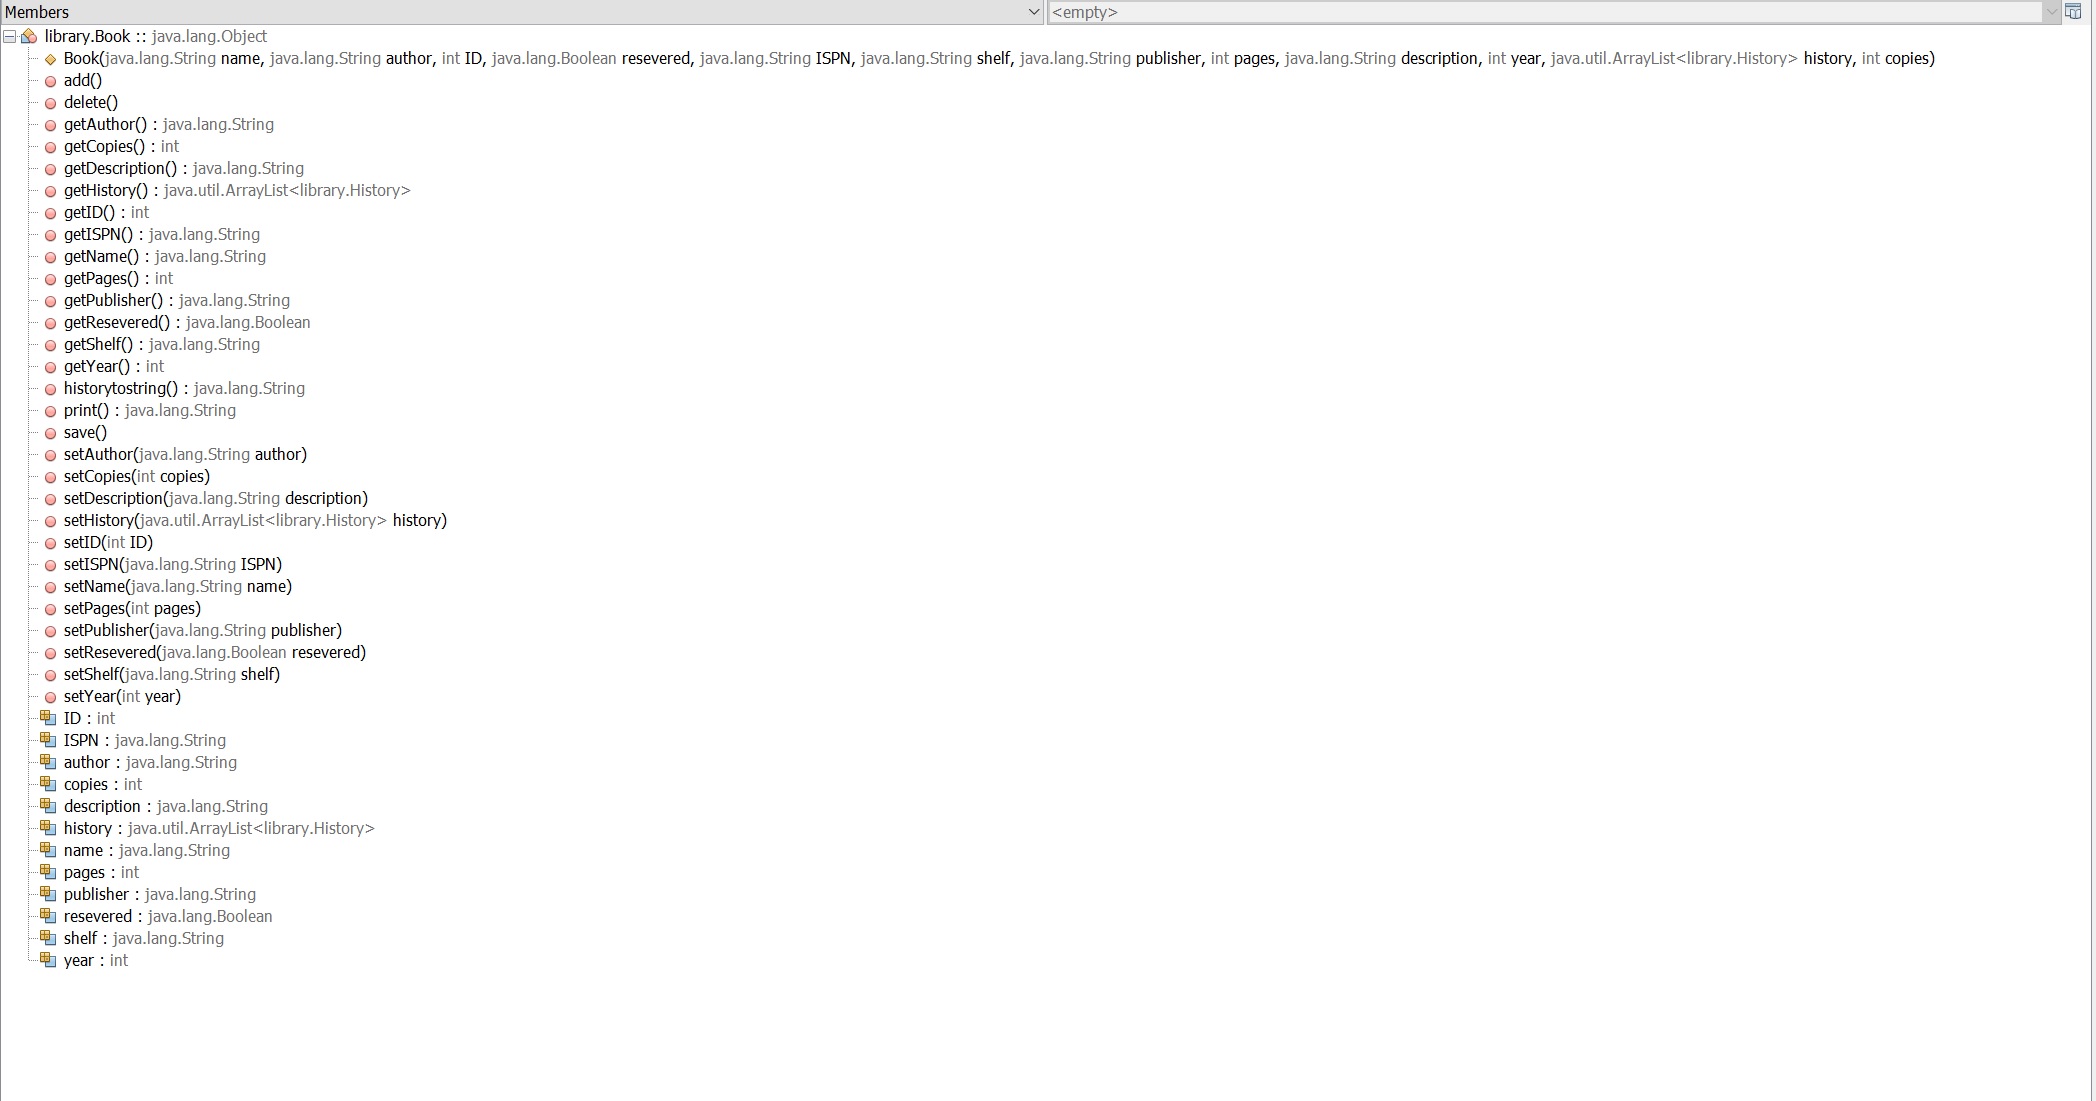 Members <empty>
library.Book :: java.lang.Object
Book(java.lang.String name, java.lang.String author, int ID, java.lang.Boolean resevered, java.lang.String ISPN, java.lang.String shelf, java.lang.String publisher, int pages, java.lang.String description, int year, java.util.ArrayList<library.History> history, int copies)
add()
delete()
getAuthor() : java.lang.String
getCopies() : int
getDescription() : java.lang.String
getHistory() : java.util.ArrayList<library.History>
getID() : int
getISPN() : java.lang.String
getName() : java.lang.String
getPages() : int
getPublisher() : java.lang.String
getResevered() : java.lang.Boolean
getShelf() : java.lang.String
getYear() : int
historytostring() : java.lang.String
print() : java.lang.String
save()
setAuthor(java.lang.String author)
setCopies(int copies)
setDescription(java.lang.String description)
setHistory(java.util.ArrayList<library.History> history)
setID(int ID)
setISPN(java.lang.String ISPN)
setName(java.lang.String name)
setPages(int pages)
setPublisher(java.lang.String publisher)
setResevered(java.lang.Boolean resevered)
setShelf(java.lang.String shelf)
setYear(int year)
ID : int
ISPN : java.lang.String
author : java.lang.String
copies : int
description : java.lang.String
history : java.util.ArrayList<library.History>
name : java.lang.String
pages : int
publisher : java.lang.String
resevered : java.lang.Boolean
shelf : java.lang.String
year : int